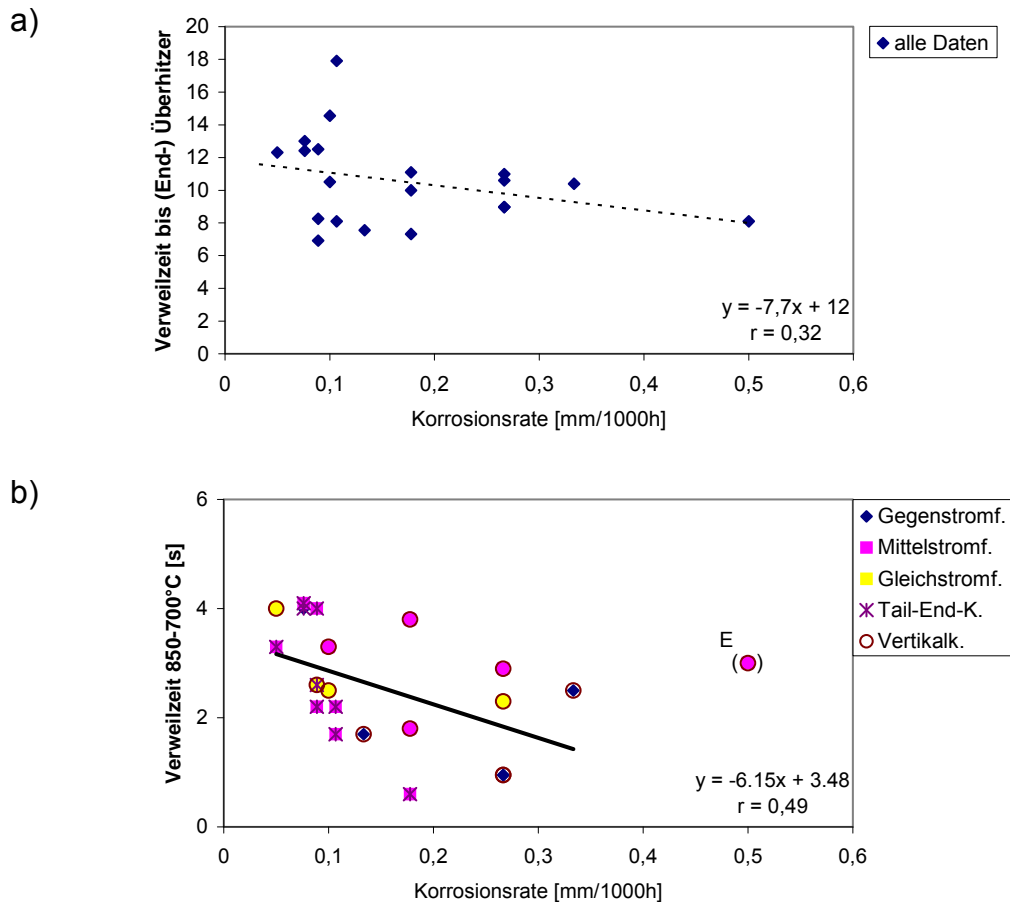 a)
Verweilzeit bis (End-) Überhitzer
20
18
16
14
12
10
8
6
4
2
0
0 0,1 0,2 0,3 0,4 0,5 0,6
Korrosionsrate [mm/1000h]
y = -7,7x + 12
r = 0,32
alle Daten
b)
Verweilzeit 850-700°C [s]
6
4
2
0
0 0,1 0,2 0,3 0,4 0,5 0,6
Korrosionsrate [mm/1000h]
E
( )
y = -6.15x + 3.48
r = 0,49
Gegenstromf.
Mittelstromf.
Gleichstromf.
Tail-End-K.
Vertikalk.